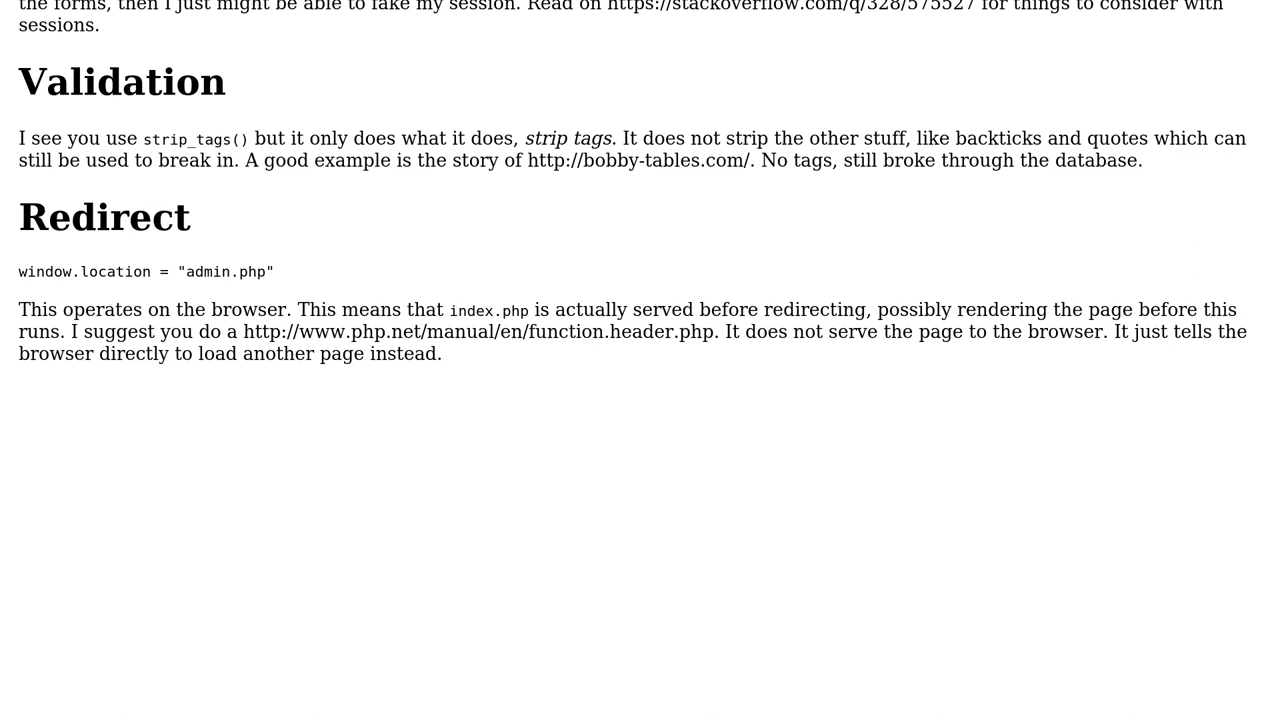 the forms, then I just might be able to fake my session. Read on https://stackoverflow.com/q/328/575527 for things to consider with
sessions.
Validation
I see you use strip_tags() but it only does what it does, strip tags. It does not strip the other stuff, like backticks and quotes which can
still be used to break in. A good example is the story of http://bobby-tables.com/. No tags, still broke through the database.
Redirect
window.location = "admin.php"
This operates on the browser. This means that index.php is actually served before redirecting, possibly rendering the page before this
runs. I suggest you do a http://www.php.net/manual/en/function.header.php. It does not serve the page to the browser. It just tells the
browser directly to load another page instead.